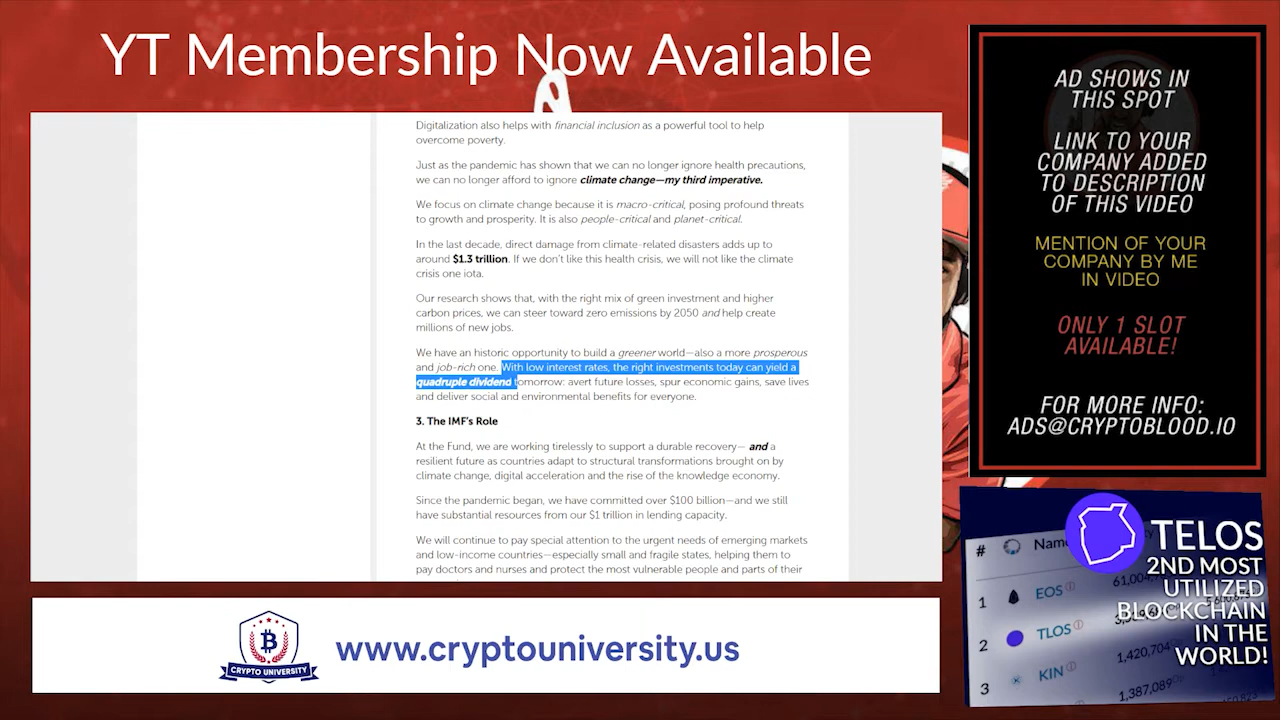 YT Membership Now Available
Digitalization also helps with financial inclusion as a powerful tool to help
overcome poverty.
Just as the pandemic has shown that we can no longer ignore health precautions,
we can no longer afford to ignore climate change—my third imperative.
We focus on climate change because it is macro-critical, posing profound threats
to growth and prosperity. It is also people-critical and planet-critical.
In the last decade, direct damage from climate-related disasters adds up to
around $1.3 trillion. If we don't like this health crisis, we will not like the climate
crisis one iota.
Our research shows that, with the right mix of green investment and higher
carbon prices, we can steer toward zero emissions by 2050 and help create
millions of new jobs.
We have an historic opportunity to build a greener world—also a more prosperous
and job-rich one. With low interest rates, the right investments today can yield a
quadruple dividend tomorrow: avert future losses, spur economic gains, save lives
and deliver social and environmental benefits for everyone.
3. The IMF's Role
At the Fund, we are working tirelessly to support a durable recovery— and a
resilient future as countries adapt to structural transformations brought on by
climate change, digital acceleration and the rise of the knowledge economy.
Since the pandemic began, we have committed over $100 billion—and we still
have substantial resources from our $1 trillion in lending capacity.
We will continue to pay special attention to the urgent needs of emerging markets
and low-income countries—especially small and fragile states, helping them to
pay doctors and nurses and protect the most vulnerable people and parts of their
CRYPTO UNIVERSITY
www.cryptouniversity.us
AD SHOWS IN
THIS SPOT
LINK TO YOUR
COMPANY ADDED
TO DESCRIPTION
OF THIS VIDEO
MENTION OF YOUR
COMPANY BY ME
IN VIDEO
ONLY 1 SLOT
AVAILABLE!
FOR MORE INFO:
ADS@CRYPTOBLOOD.IO
TELOS
2ND MOST
UTILIZED
BLOCKCHAIN
IN THE
WORLD!
# Name
1 EOS
2 TLOS
3 KIN 1,420,704
1,387,089